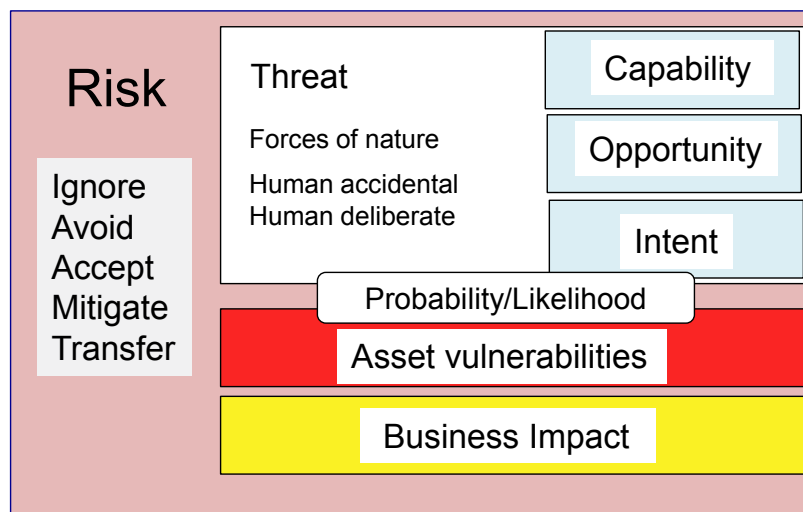 Risk
Ignore
Avoid
Accept
Mitigate
Transfer
Threat
Forces of nature
Human accidental
Human deliberate
Capability
Opportunity
Intent
Probability/Likelihood
Asset vulnerabilities
Business Impact